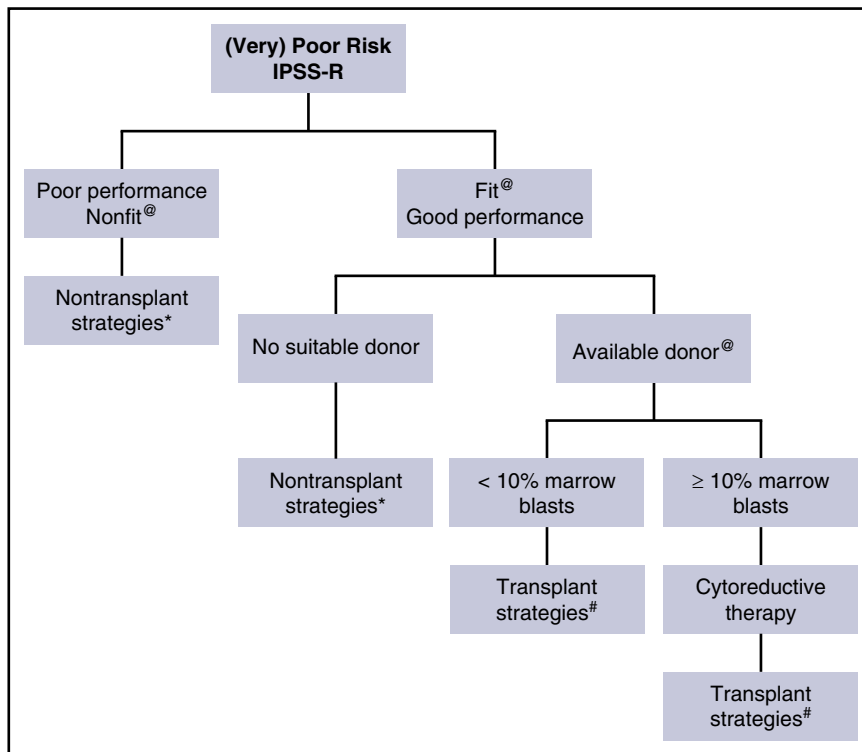 (Very) Poor Risk
IPSS-R
Poor performance
Nonfit@
Fit@
Good performance
Nontransplant
strategies*
No suitable donor
Available donor@
Nontransplant
strategies*
< 10% marrow
blasts
≥ 10% marrow
blasts
Transplant
strategies#
Cytoreductive
therapy
Transplant
strategies#